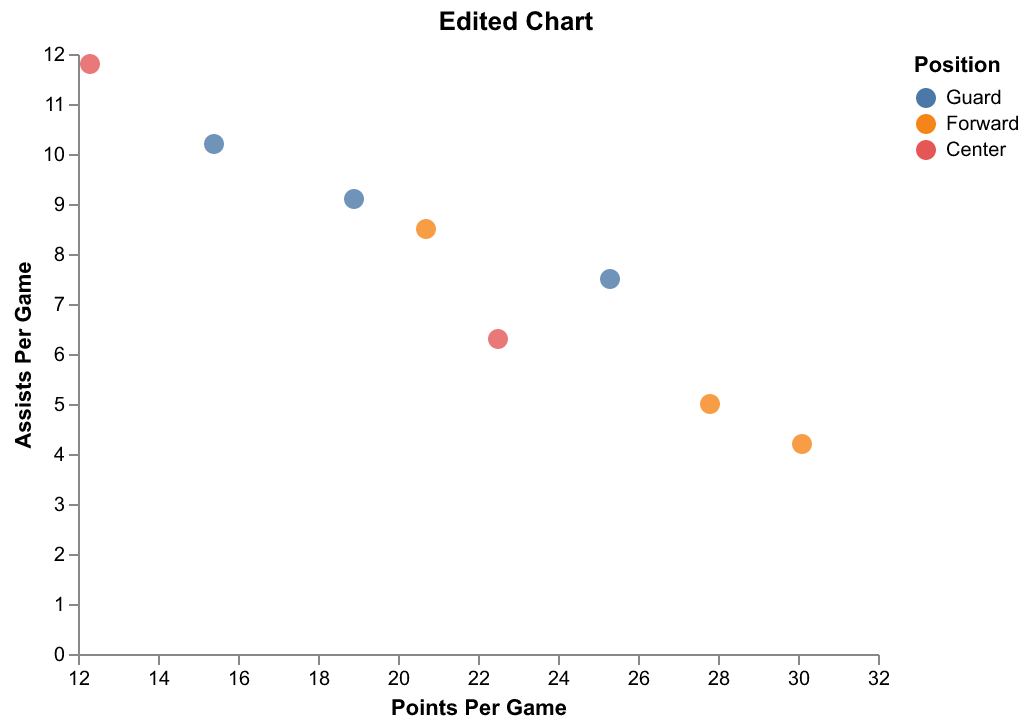 Edited Chart
Position
Guard
Forward
Center
12
11
10
9
8
7
6
5
4
3
2
1
0
Assists Per Game
12 14 16 18 20 22 24 26 28 30 32
Points Per Game